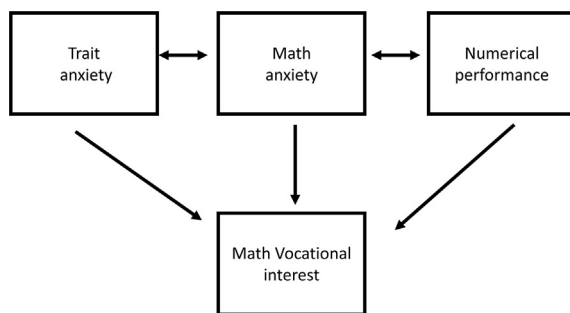 Trait
anxiety
Math
anxiety
Numerical
performance
Math Vocational
interest